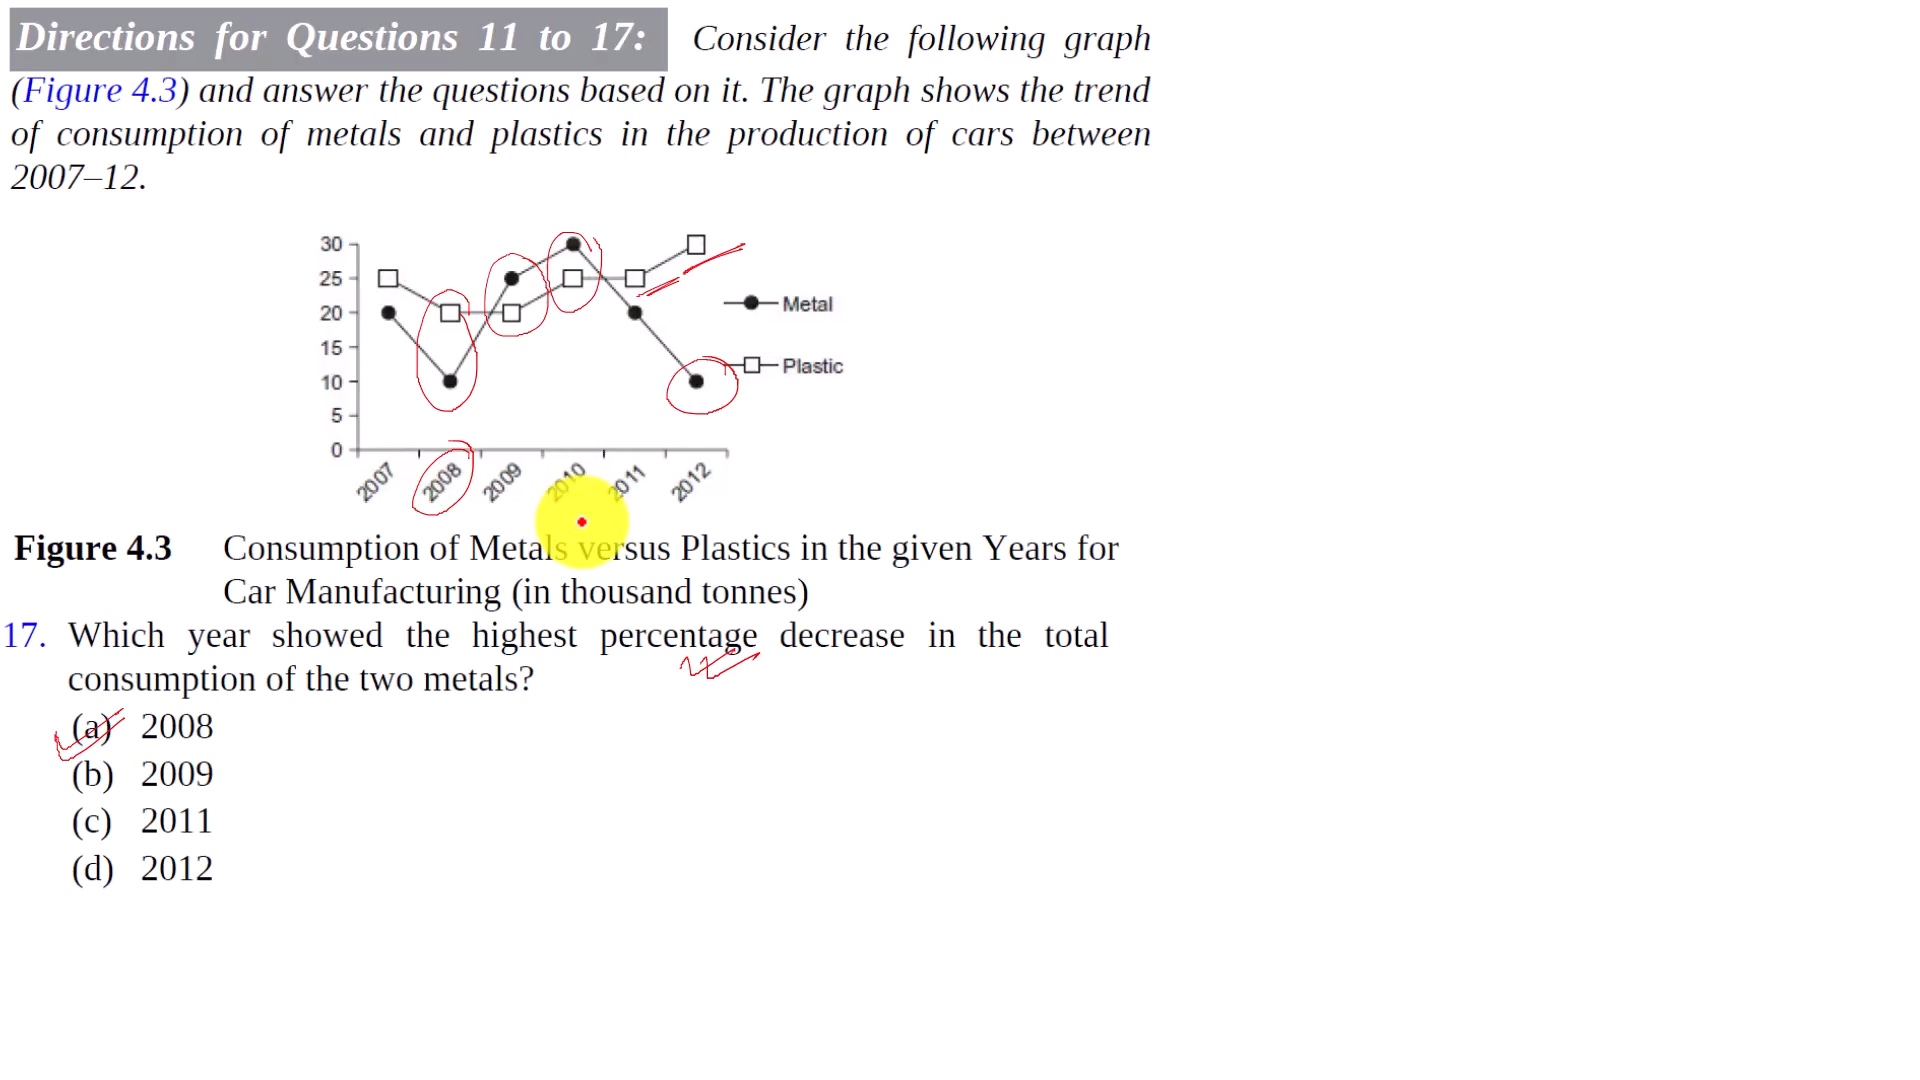 Directions for Questions 11 to 17: Consider the following graph
(Figure 4.3) and answer the questions based on it. The graph shows the trend
of consumption of metals and plastics in the production of cars between
2007–12.
30
25
20
15
10
5
0
2007 2008 2009 2010 2011 2012
Metal
Plastic
Figure 4.3 Consumption of Metals versus Plastics in the given Years for
Car Manufacturing (in thousand tonnes)
17. Which year showed the highest percentage decrease in the total
consumption of the two metals?
(a) 2008
(b) 2009
(c) 2011
(d) 2012